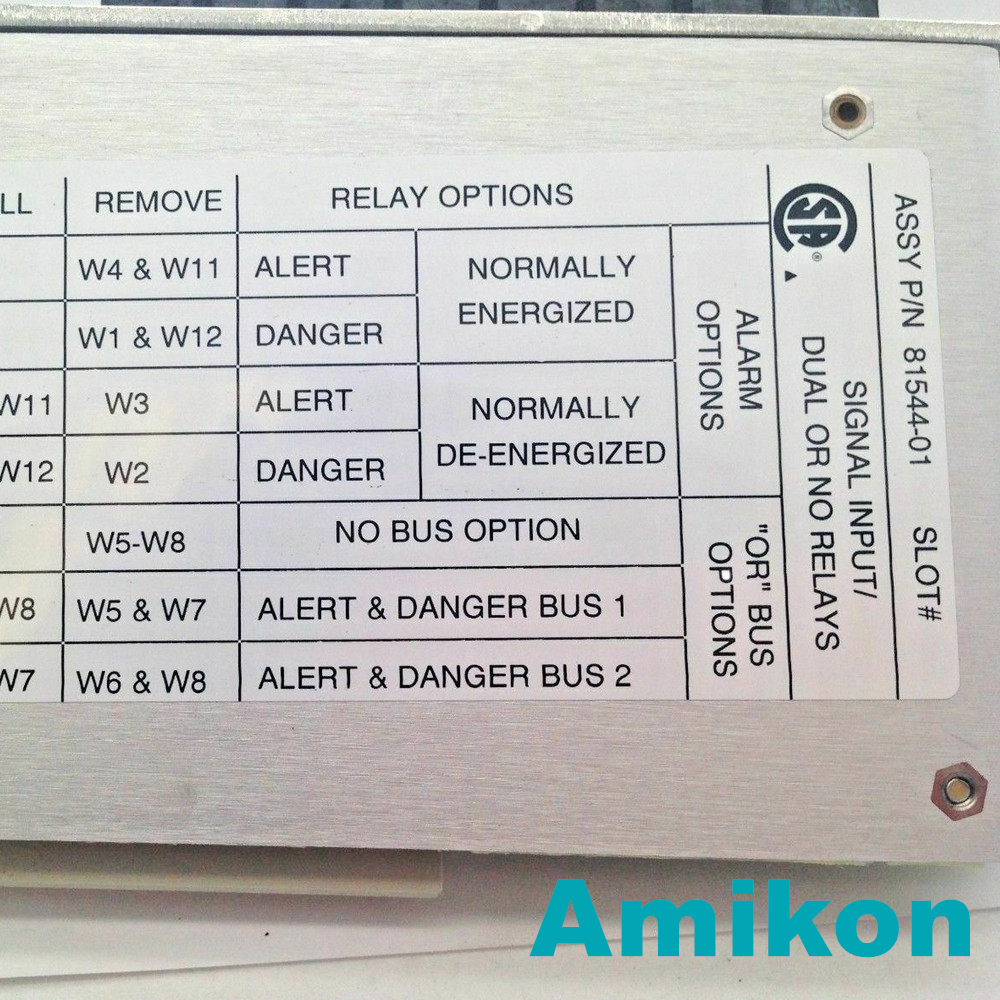 LL REMOVE RELAY OPTIONS
W4 & W11 ALERT NORMALLY
ENERGIZED
W1 & W12 DANGER
W11 W3 ALERT NORMALLY
DE-ENERGIZED
W12 W2 DANGER
W5-W8 NO BUS OPTION
W8 W5 & W7 ALERT & DANGER BUS 1
W7 W6 & W8 ALERT & DANGER BUS 2
ALARM
OPTIONS
"OR" BUS
OPTIONS
SIGNAL INPUT/
DUAL OR NO RELAYS
ASSY P/N 81544-01 SLOT#
Amikon